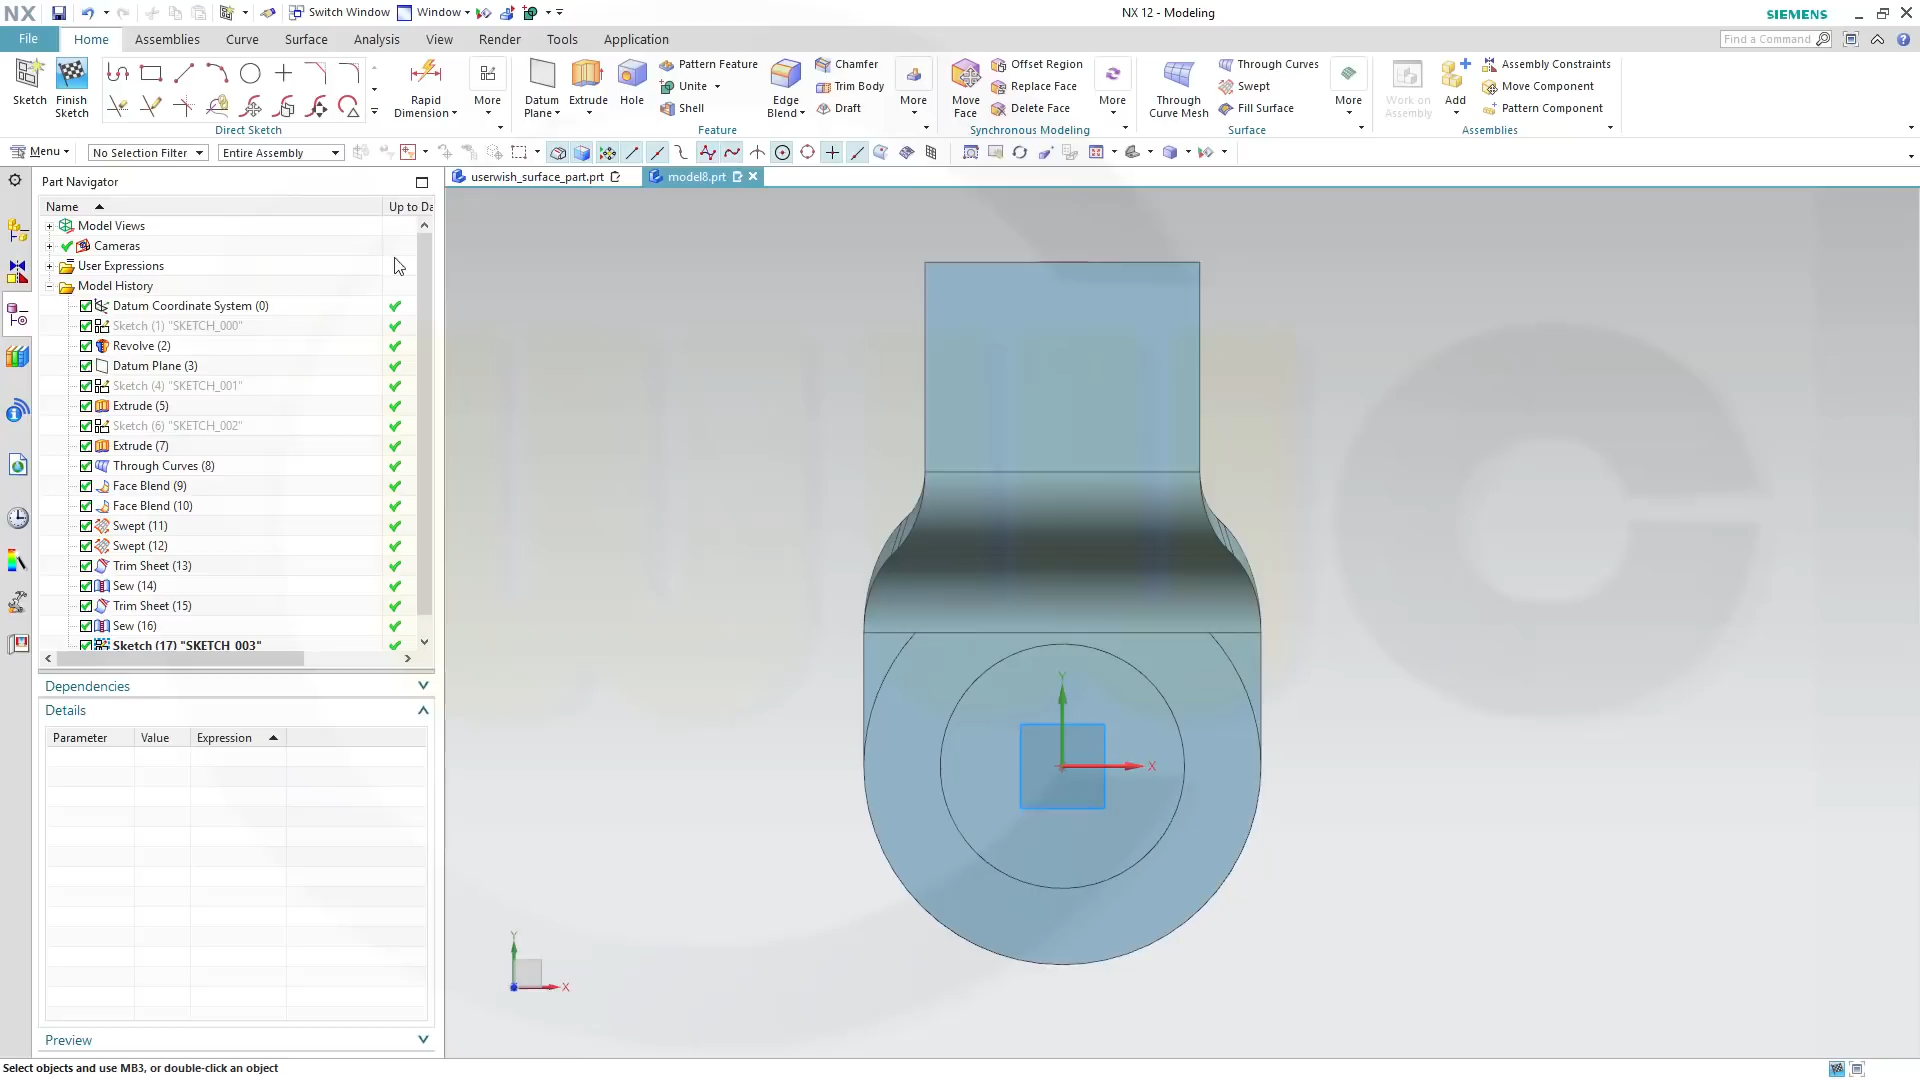 NX
Switch Window
Window
NX 12 - Modeling
SIEMENS
File
Home
Assemblies
Curve
Surface
Analysis
View
Render
Tools
Application
Find a Command
Sketch
Finish Sketch
Rapid Dimension
More
Datum Plane
Extrude
Hole
Pattern Feature
Unite
Shell
Edge Blend
Chamfer
Trim Body
Draft
More
Move Face
Offset Region
Replace Face
Delete Face
More
Through Curve Mesh
Through Curves
Swept
Fill Surface
More
Work on Assembly
Add
Assembly Constraints
Move Component
Pattern Component
Direct Sketch
Feature
Synchronous Modeling
Surface
Assemblies
Menu
No Selection Filter
Entire Assembly
Part Navigator
userwish_surface_part.prt
model8.prt
Name
Up to Da
Model Views
Cameras
User Expressions
Model History
Datum Coordinate System (0)
Sketch (1) "SKETCH_000"
Revolve (2)
Datum Plane (3)
Sketch (4) "SKETCH_001"
Extrude (5)
Sketch (6) "SKETCH_002"
Extrude (7)
Through Curves (8)
Face Blend (9)
Face Blend (10)
Swept (11)
Swept (12)
Trim Sheet (13)
Sew (14)
Trim Sheet (15)
Sew (16)
Sketch (17) "SKETCH_003"
Dependencies
Details
Parameter
Value
Expression
Preview
Y
X
Y
X
Select objects and use MB3, or double-click an object